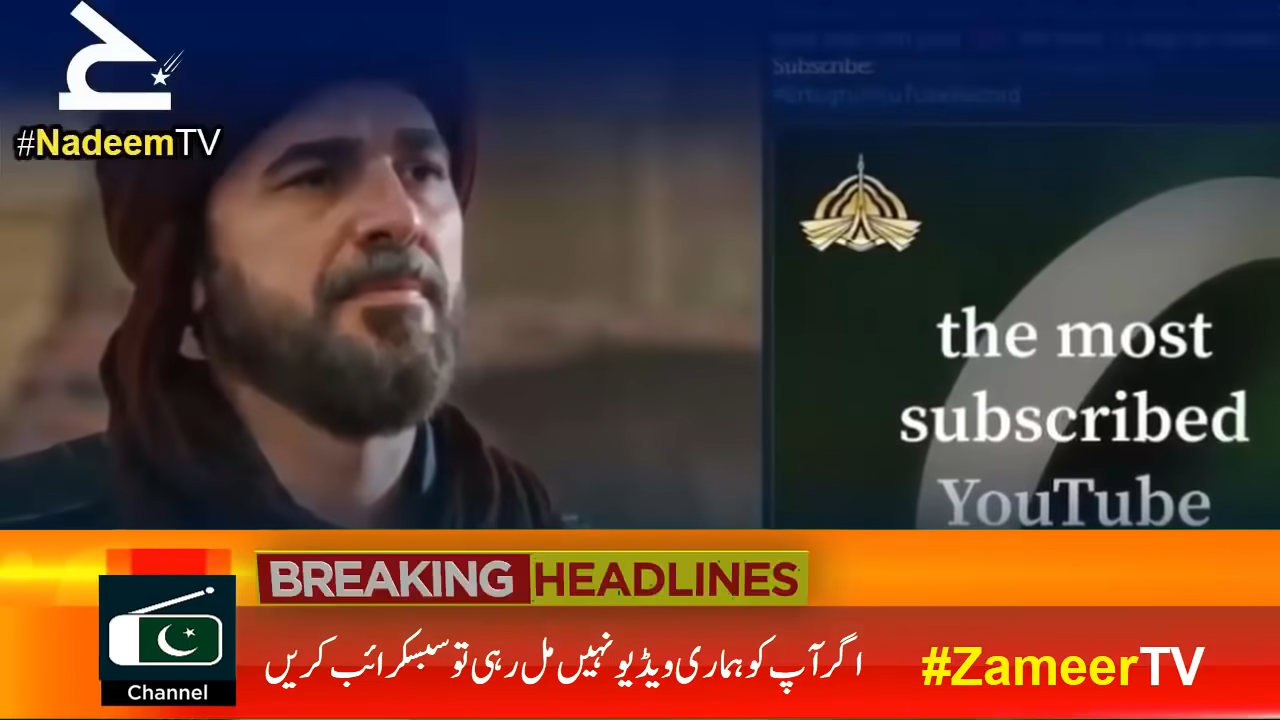 #NadeemTV
Subscribe:
the most
subscribed
YouTube
BREAKING HEADLINES
اگر آپ کو ہماری ویڈیو نہیں مل رہی تو سبسکرائب کریں
#ZameerTV
Channel